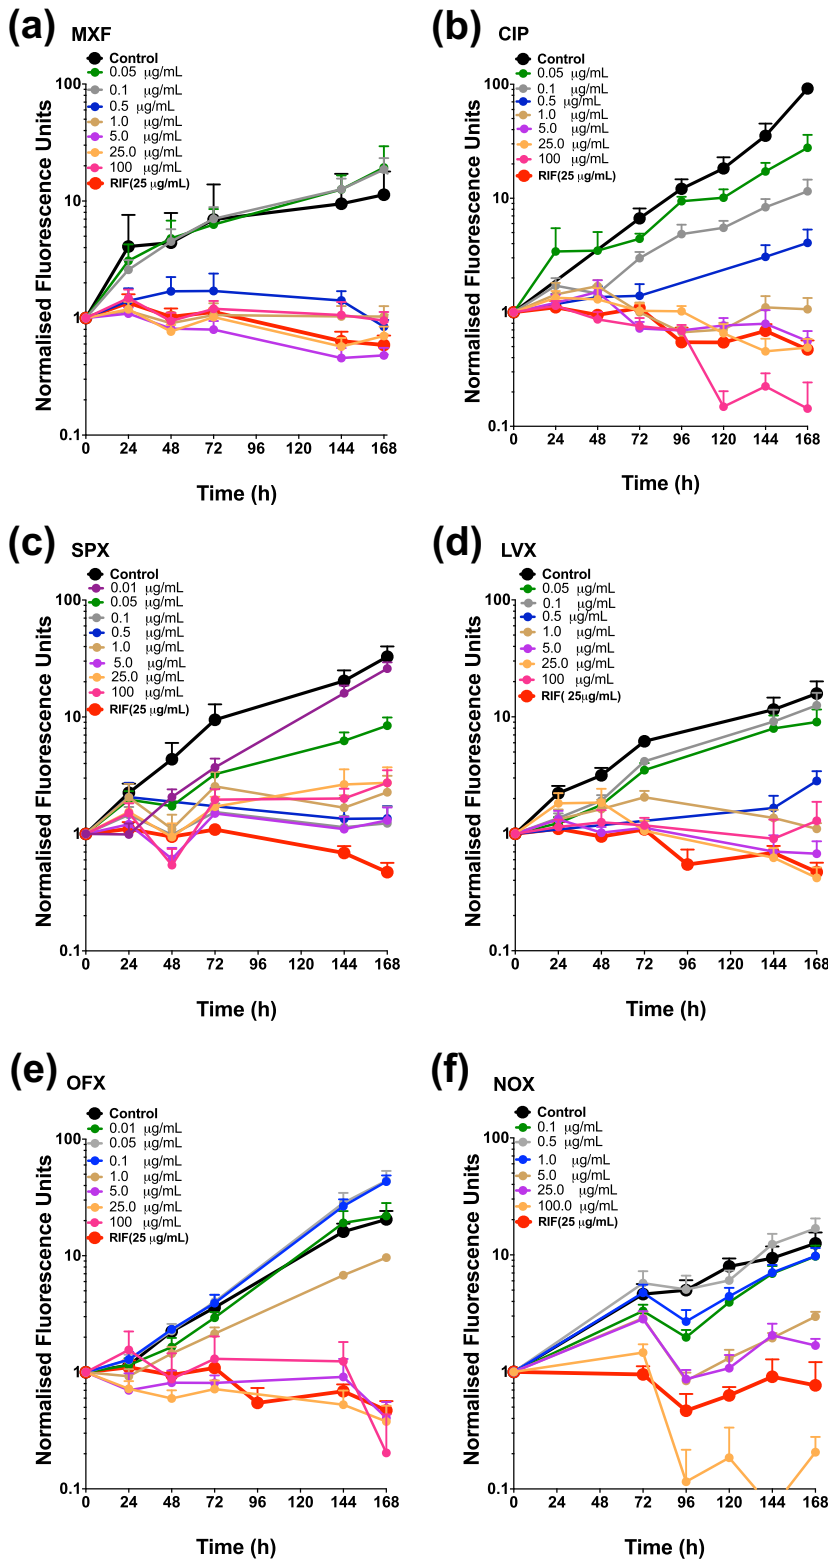 (a) MXF
Control
0.05 µg/mL
0.1 µg/mL
0.5 µg/mL
1.0 µg/mL
5.0 µg/mL
25.0 µg/mL
100 µg/mL
RIF(25 µg/mL)
Normalised Fluorescence Units
100
10
1
0.1
0 24 48 72 96 120 144 168
Time (h)
(b) CIP
Control
0.05 µg/mL
0.1 µg/mL
0.5 µg/mL
1.0 µg/mL
5.0 µg/mL
25.0 µg/mL
100 µg/mL
RIF(25 µg/mL)
Normalised Fluorescence Units
100
10
1
0.1
0 24 48 72 96 120 144 168
Time (h)
(c) SPX
Control
0.01 µg/mL
0.05 µg/mL
0.1 µg/mL
0.5 µg/mL
1.0 µg/mL
5.0 µg/mL
25.0 µg/mL
100 µg/mL
RIF(25 µg/mL)
Normalised Fluorescence Units
100
10
1
0.1
0 24 48 72 96 120 144 168
Time (h)
(d) LVX
Control
0.05 µg/mL
0.1 µg/mL
0.5 µg/mL
1.0 µg/mL
5.0 µg/mL
25.0 µg/mL
100 µg/mL
RIF( 25µg/mL)
Normalised Fluorescence Units
100
10
1
0.1
0 24 48 72 96 120 144 168
Time (h)
(e) OFX
Control
0.01 µg/mL
0.05 µg/mL
0.1 µg/mL
1.0 µg/mL
5.0 µg/mL
25.0 µg/mL
100 µg/mL
RIF(25 µg/mL)
Normalised Fluorescence Units
100
10
1
0.1
0 24 48 72 96 120 144 168
Time (h)
(f) NOX
Control
0.1 µg/mL
0.5 µg/mL
1.0 µg/mL
5.0 µg/mL
25.0 µg/mL
100.0 µg/mL
RIF(25 µg/mL)
Normalised Fluorescence Units
100
10
1
0.1
0 24 48 72 96 120 144 168
Time (h)